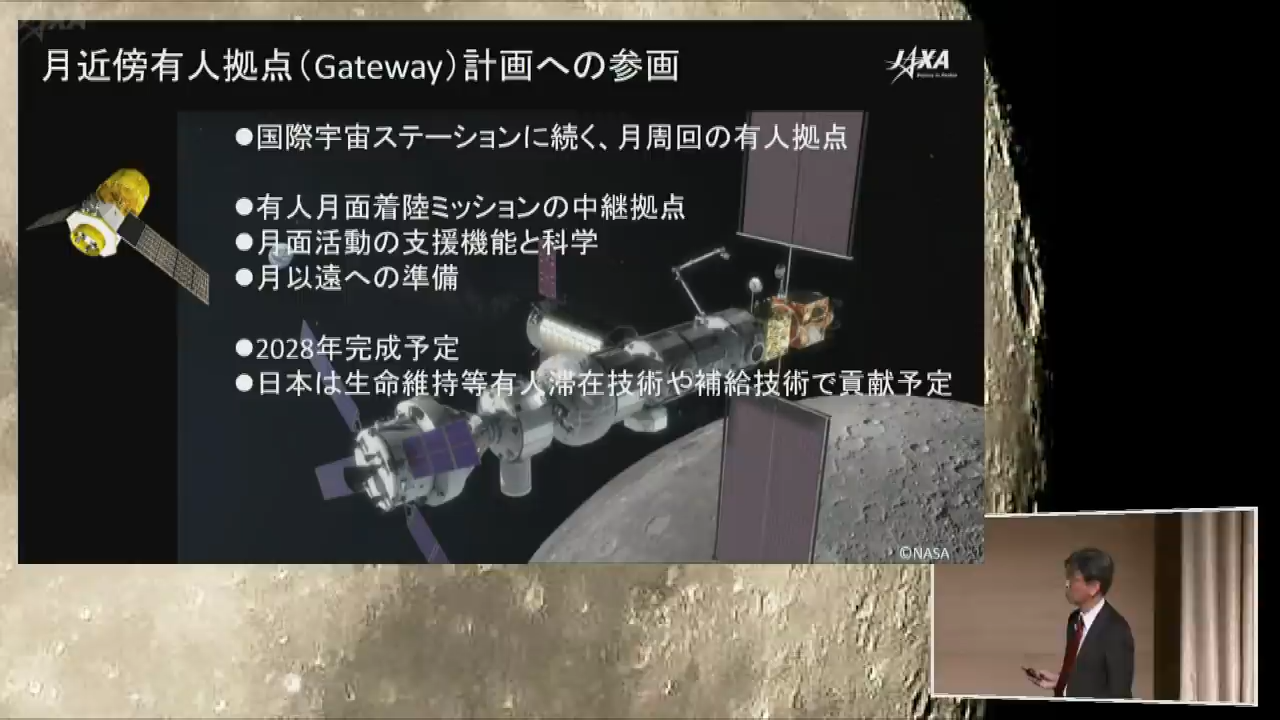 月近傍有人拠点(Gateway)計画への参画
JAXA
●国際宇宙ステーションに続く、月周回の有人拠点
●有人月面着陸ミッションの中継拠点
●月面活動の支援機能と科学
●月以遠への準備
●2028年完成予定
●日本は生命維持等有人滞在技術や補給技術で貢献予定
©NASA